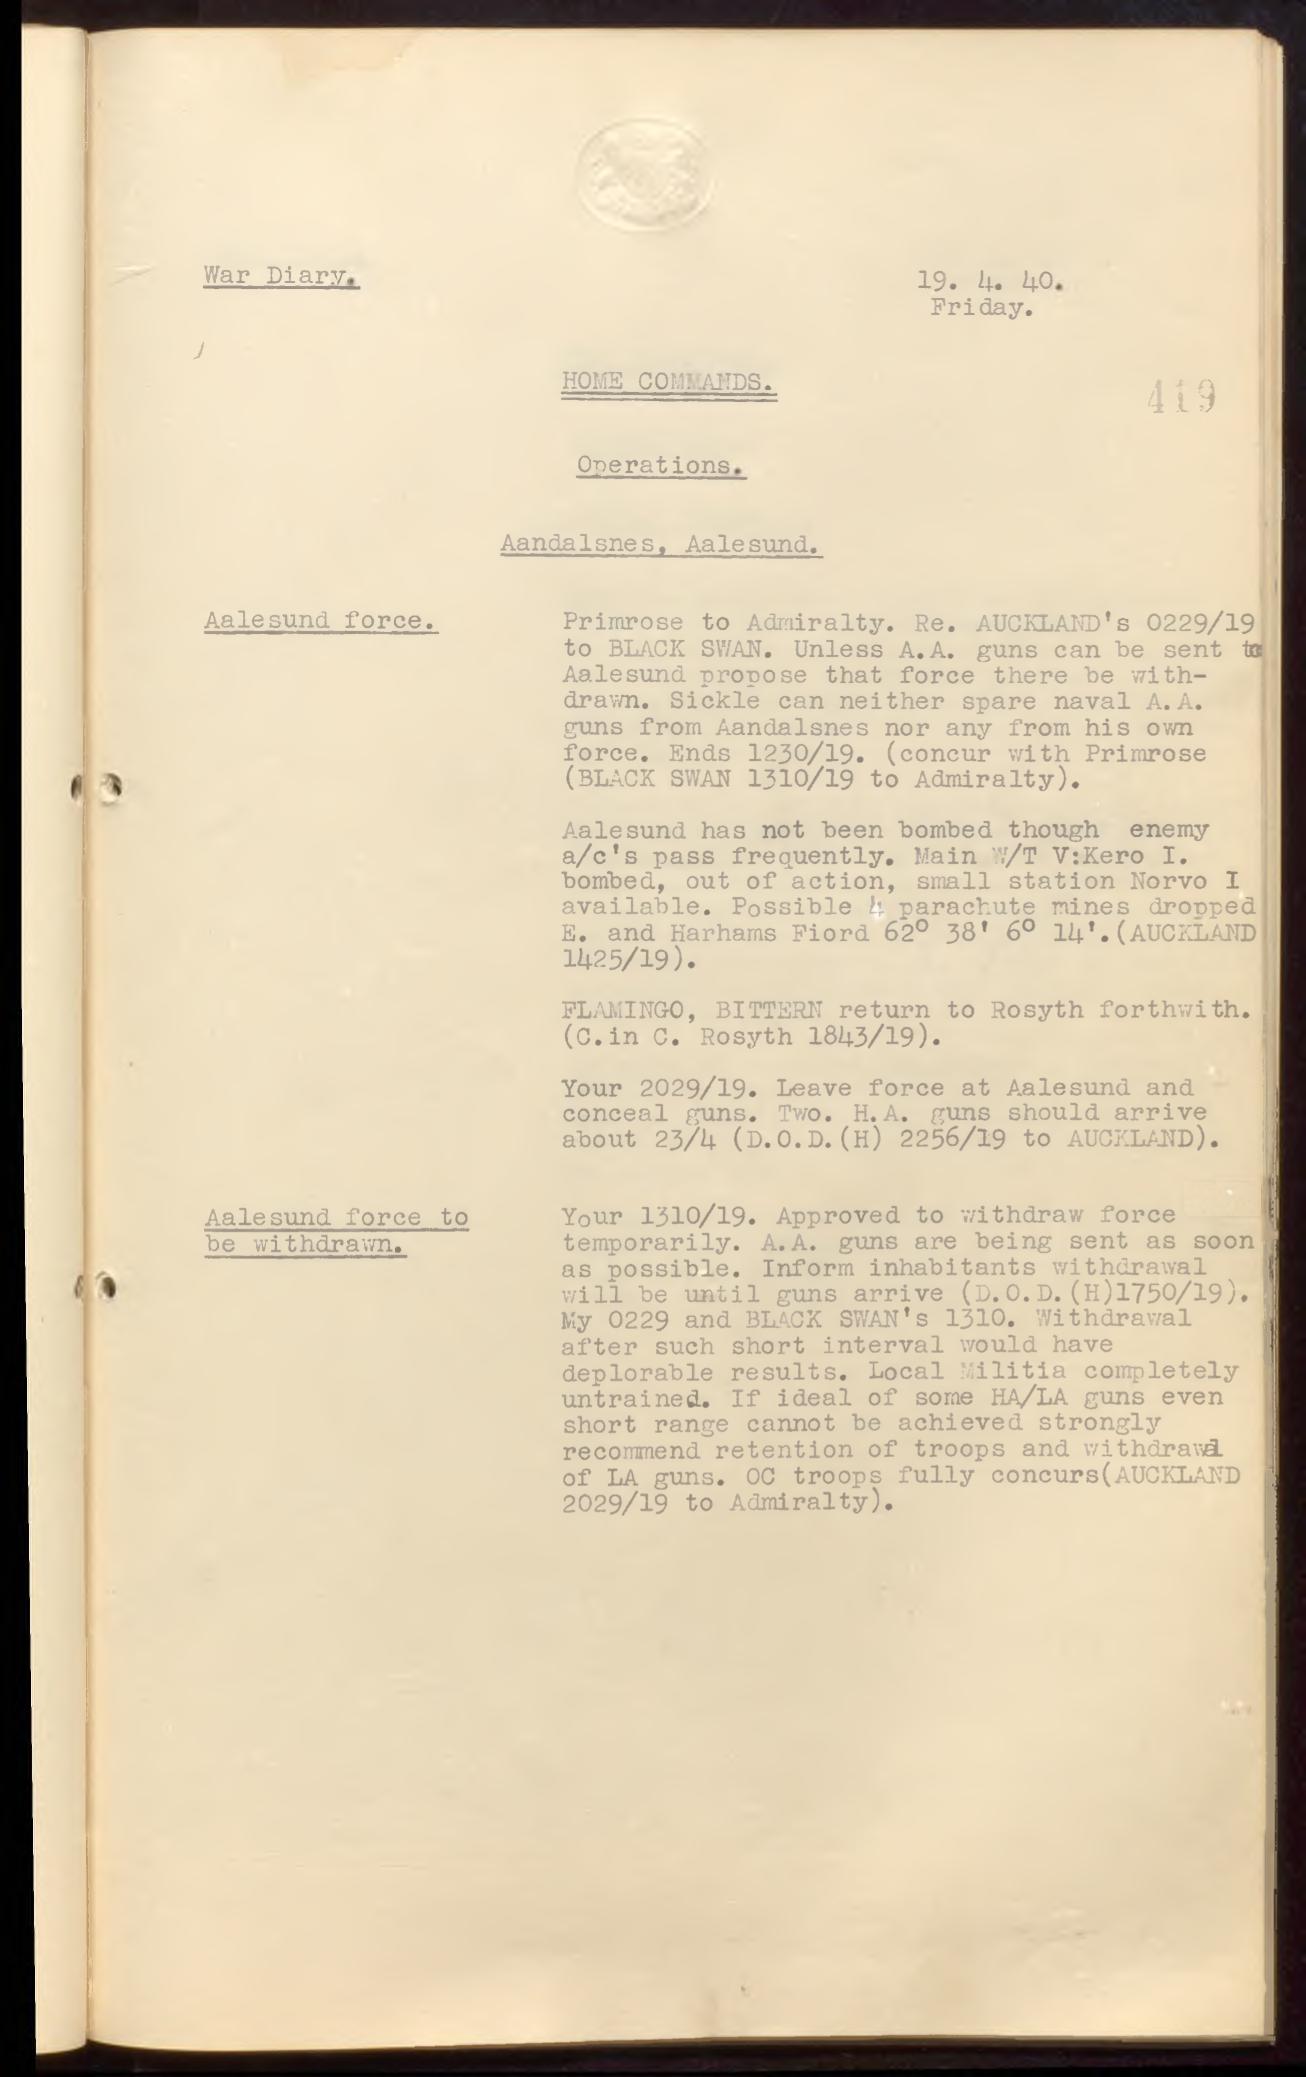 War Diary.
19. 4. 40.
Friday.
HOME COMMANDS.
419
Operations.
Aandalsnes, Aalesund.
Aalesund force.
Primrose to Admiralty. Re. AUCKLAND's 0229/19
to BLACK SWAN. Unless A.A. guns can be sent to
Aalesund propose that force there be with-
drawn. Sickle can neither spare naval A.A.
guns from Aandalsnes nor any from his own
force. Ends 1230/19. (concur with Primrose
(BLACK SWAN 1310/19 to Admiralty).
Aalesund has not been bombed though enemy
a/c's pass frequently. Main W/T V:Kero I.
bombed, out of action, small station Norvo I
available. Possible 4 parachute mines dropped
E. and Harhams Fiord 62° 38' 6° 14'.(AUCKLAND
1425/19).
FLAMINGO, BITTERN return to Rosyth forthwith.
(C.in C. Rosyth 1843/19).
Your 2029/19. Leave force at Aalesund and
conceal guns. Two. H.A. guns should arrive
about 23/4 (D.O.D.(H) 2256/19 to AUCKLAND).
Aalesund force to
be withdrawn.
Your 1310/19. Approved to withdraw force
temporarily. A.A. guns are being sent as soon
as possible. Inform inhabitants withdrawal
will be until guns arrive (D.O.D.(H)1750/19).
My 0229 and BLACK SWAN's 1310. Withdrawal
after such short interval would have
deplorable results. Local Militia completely
untrained. If ideal of some HA/LA guns even
short range cannot be achieved strongly
recommend retention of troops and withdrawal
of LA guns. OC troops fully concurs(AUCKLAND
2029/19 to Admiralty).